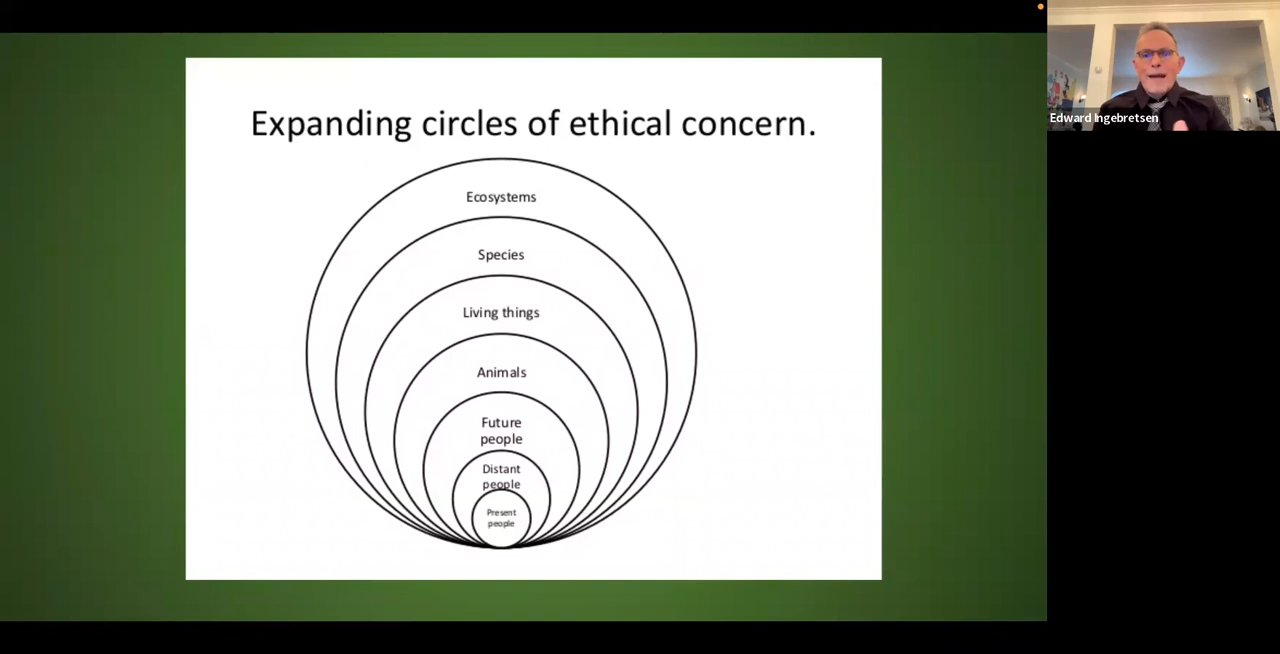 Expanding circles of ethical concern.
Ecosystems
Species
Living things
Animals
Future
people
Distant
people
Present
people
Edward Ingebretsen